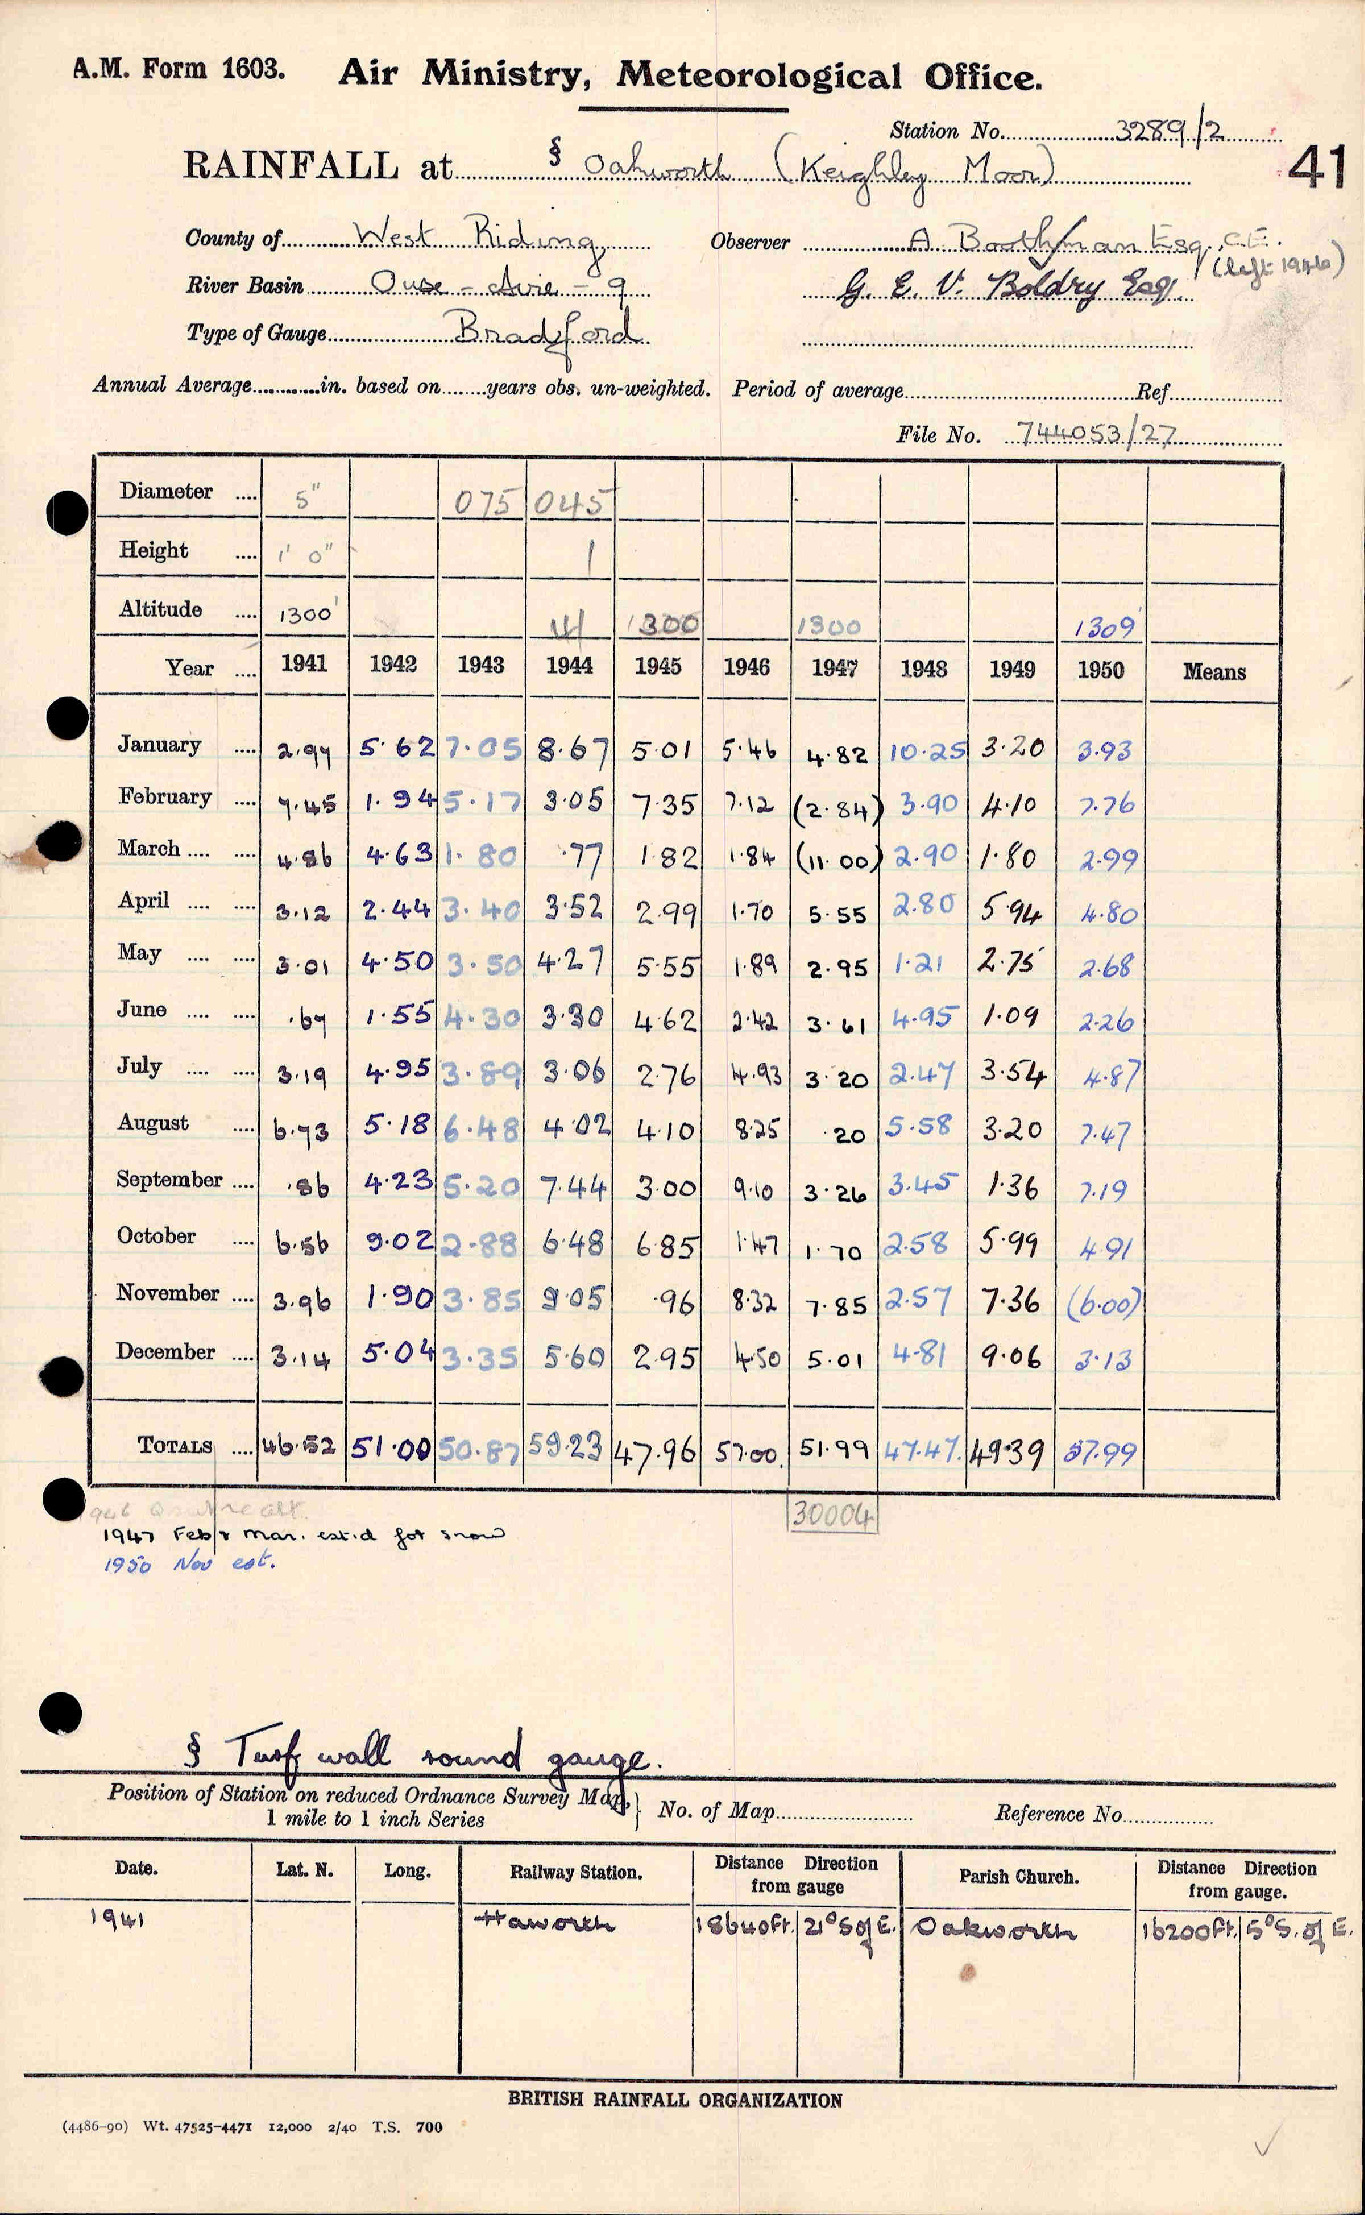 A.M. Form 1603. Air Ministry, Meteorological Office.
Station No. 3289/2
41
RAINFALL at § Oakworth (Keighley Moor)
County of West Riding Observer A Boothman Esq., C.E.
(left 1946)
River Basin Ouse - Aire - 9 G. E. V. Boldry Esq.
Type of Gauge Bradford
Annual Average in. based on years obs. un-weighted. Period of average Ref
File No. 744053/27
Diameter .... 5" 075 045
Height .... 1' 0" 1
Altitude .... 1300' 1300 1300 1309'
Year .... 1941 1942 1943 1944 1945 1946 1947 1948 1949 1950 Means
January .... 2.97 5.62 7.05 8.67 5.01 5.46 4.82 10.25 3.20 3.93
February .... 7.45 1.94 5.17 3.05 7.35 7.12 (2.84) 3.90 4.10 7.76
March .... .... 4.86 4.63 1.80 .77 1.82 1.84 (11.00) 2.90 1.80 2.99
April .... .... 3.12 2.44 3.40 3.52 2.99 1.70 5.55 2.80 5.94 4.80
May .... .... 3.01 4.50 3.50 4.27 5.55 1.89 2.95 1.21 2.75 2.68
June .... .... .67 1.55 4.30 3.30 4.62 2.42 3.61 4.95 1.09 2.26
July .... .... 3.19 4.95 3.89 3.06 2.76 4.93 3.20 2.47 3.54 4.87
August .... 6.73 5.18 6.48 4.02 4.10 8.25 .20 5.58 3.20 7.47
September .... .86 4.23 5.20 7.44 3.00 9.10 3.26 3.45 1.36 7.19
October .... 6.56 9.02 2.88 6.48 6.85 1.47 1.70 2.58 5.99 4.91
November .... 3.96 1.90 3.85 9.05 .96 8.32 7.85 2.57 7.36 (6.00)
December .... 3.14 5.04 3.35 5.60 2.95 4.50 5.01 4.81 9.06 3.13
TOTALS .... 46.52 51.00 50.87 59.23 47.96 57.00 51.99 47.47 49.39 57.99
30004
1947 Feb & Mar. est.d for snow
1950 Nov est.
§ Turf wall round gauge.
Position of Station on reduced Ordnance Survey Map, No. of Map Reference No.
1 mile to 1 inch Series
Date. Lat. N. Long. Railway Station. Distance Direction from gauge Parish Church. Distance Direction from gauge.
1941 Haworth 18640ft. 21° S of E. Oakworth 16200ft. 5° S. of E.
BRITISH RAINFALL ORGANIZATION
(4486-90) Wt. 47525-4471 12,000 2/40 T.S. 700